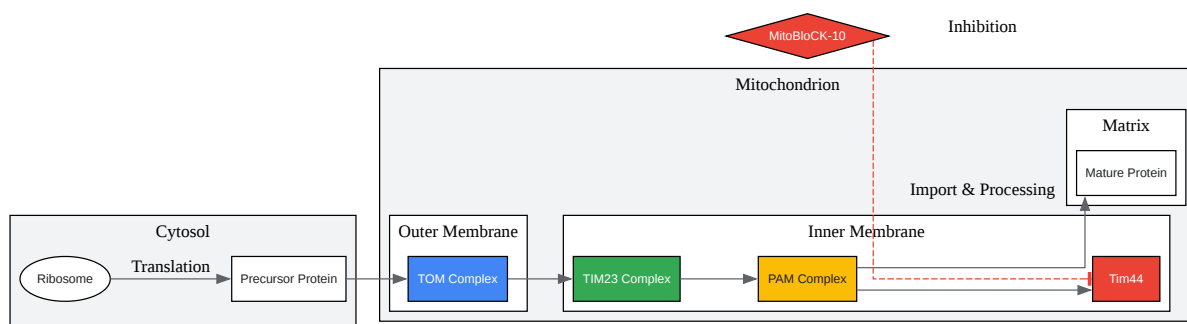 MitoBloCK-10
Inhibition
Mitochondrion
Matrix
Mature Protein
Import & Processing
Cytosol
Outer Membrane
Inner Membrane
Ribosome
Translation
Precursor Protein
TOM Complex
TIM23 Complex
PAM Complex
Tim44